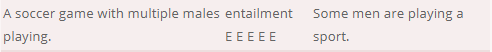 A soccer game with multiple males entailment Some men are playing a
playing. E E E E E sport.